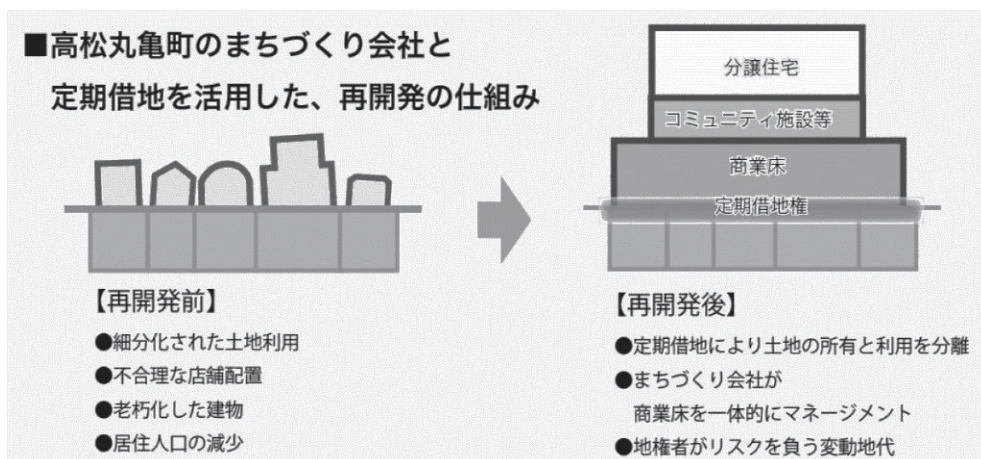 ■高松丸亀町のまちづくり会社と
定期借地を活用した、再開発の仕組み
分譲住宅
コミュニティ施設等
商業床
定期借地権
【再開発前】
●細分化された土地利用
●不合理な店舗配置
●老朽化した建物
●居住人口の減少
【再開発後】
●定期借地により土地の所有と利用を分離
●まちづくり会社が
商業床を一体的にマネージメント
●地権者がリスクを負う変動地代